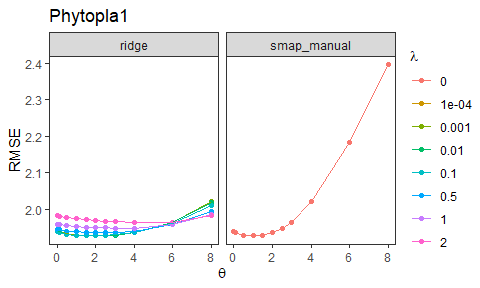 Phytopla1
ridge
smap_manual
λ
2.4
2.3
2.2
2.1
2.0
RMSE
0
1e-04
0.001
0.01
0.1
0.5
1
2
0 2 4 6 8
0 2 4 6 8
θ